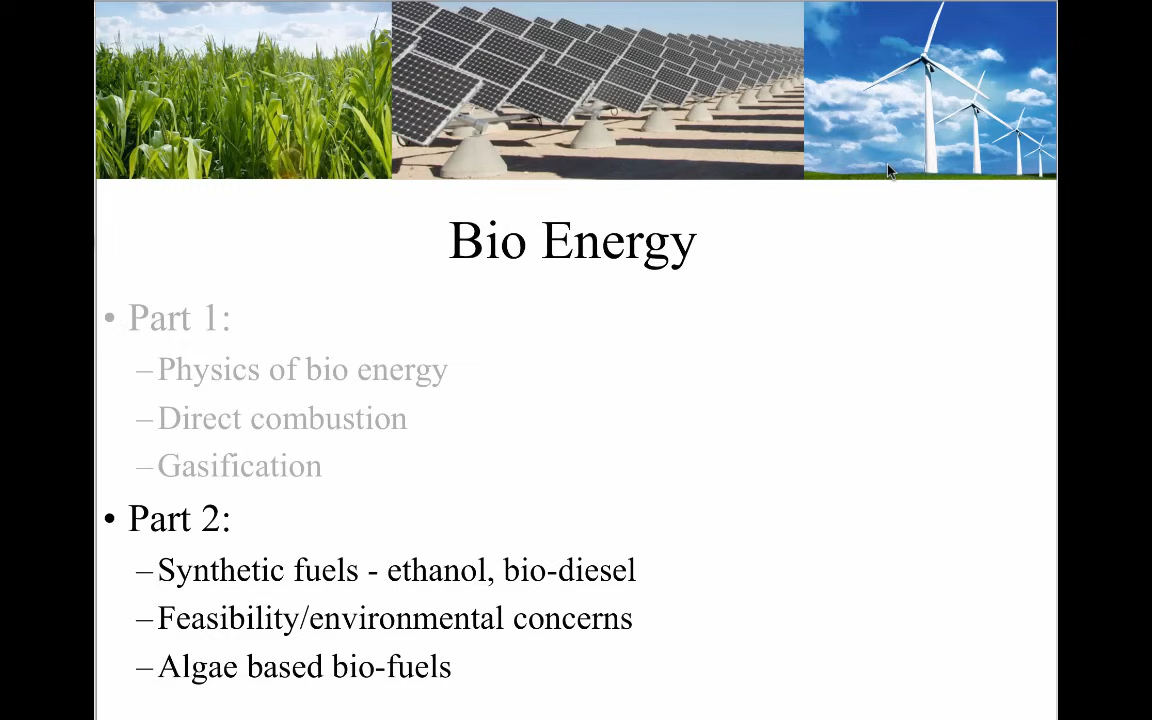 Bio Energy
• Part 1:
–Physics of bio energy
–Direct combustion
–Gasification
• Part 2:
–Synthetic fuels - ethanol, bio-diesel
–Feasibility/environmental concerns
–Algae based bio-fuels